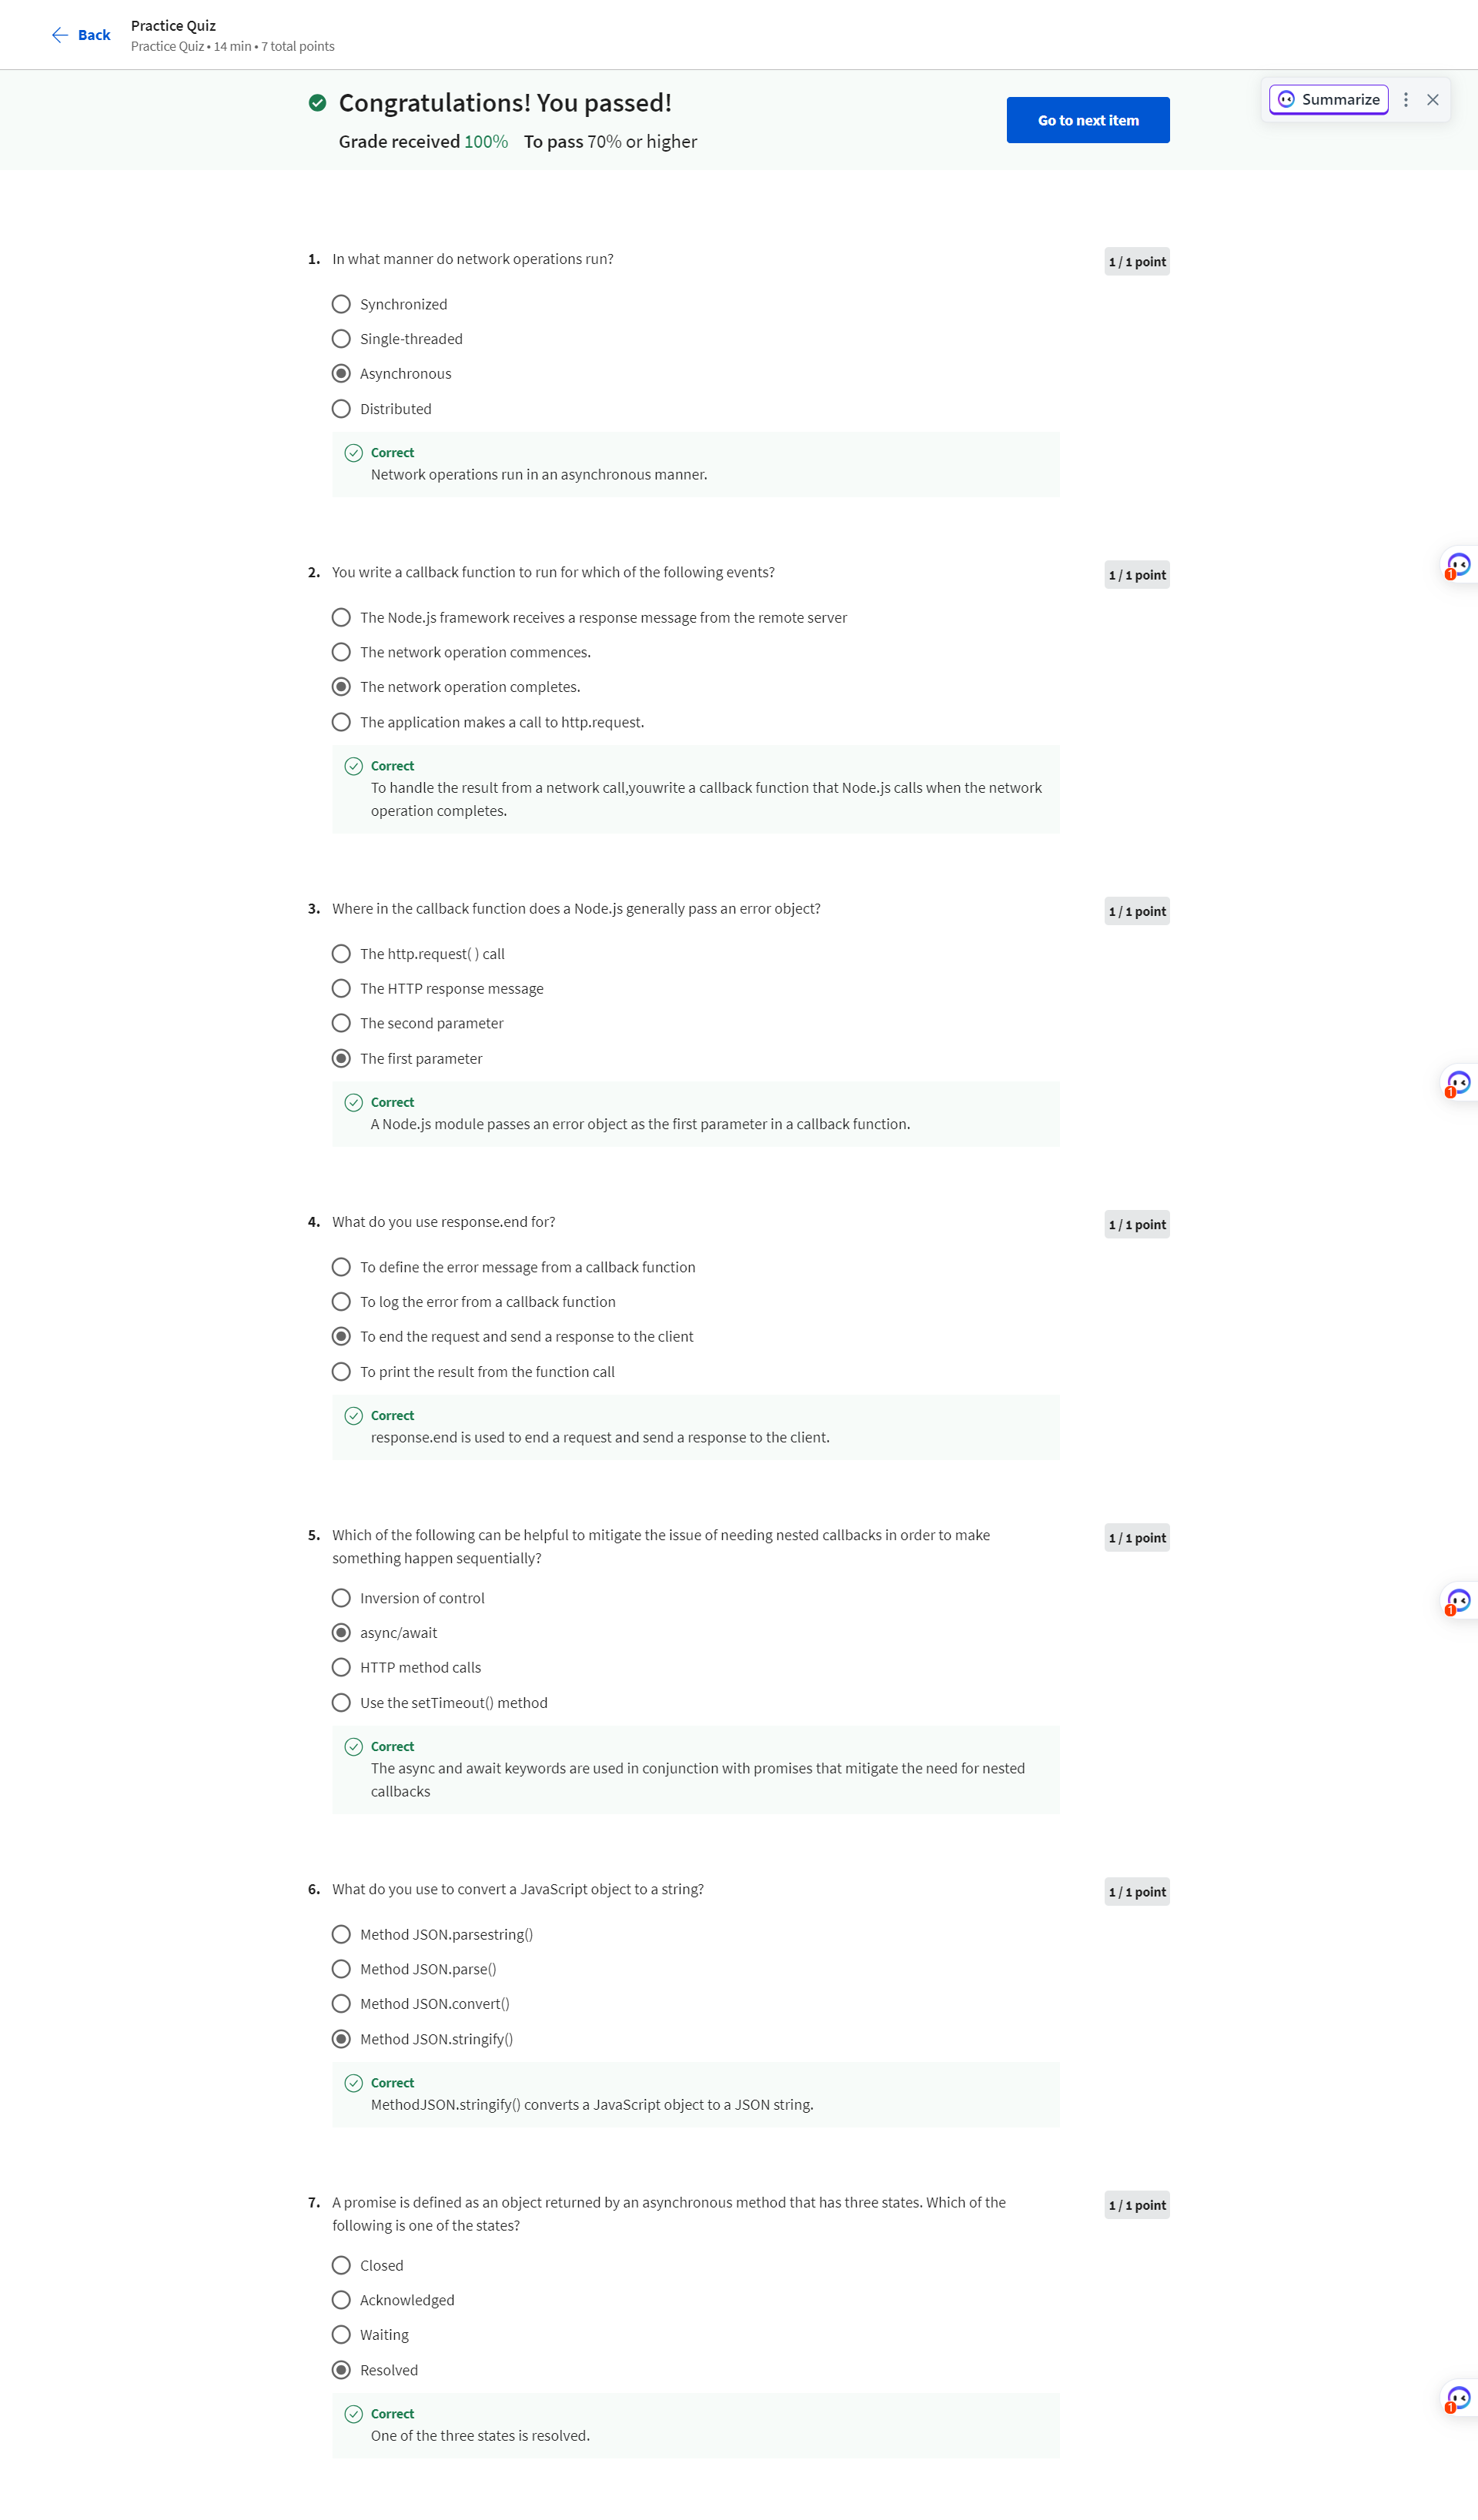 Back
Practice Quiz
Practice Quiz • 14 min • 7 total points
Congratulations! You passed!
Grade received 100% To pass 70% or higher
Go to next item
Summarize
1. In what manner do network operations run?
1 / 1 point
Synchronized
Single-threaded
Asynchronous
Distributed
Correct
Network operations run in an asynchronous manner.
2. You write a callback function to run for which of the following events?
1 / 1 point
The Node.js framework receives a response message from the remote server
The network operation commences.
The network operation completes.
The application makes a call to http.request.
Correct
To handle the result from a network call,youwrite a callback function that Node.js calls when the network
operation completes.
1
3. Where in the callback function does a Node.js generally pass an error object?
1 / 1 point
The http.request( ) call
The HTTP response message
The second parameter
The first parameter
Correct
A Node.js module passes an error object as the first parameter in a callback function.
1
4. What do you use response.end for?
1 / 1 point
To define the error message from a callback function
To log the error from a callback function
To end the request and send a response to the client
To print the result from the function call
Correct
response.end is used to end a request and send a response to the client.
5. Which of the following can be helpful to mitigate the issue of needing nested callbacks in order to make
something happen sequentially?
1 / 1 point
Inversion of control
async/await
HTTP method calls
Use the setTimeout() method
Correct
The async and await keywords are used in conjunction with promises that mitigate the need for nested
callbacks
1
6. What do you use to convert a JavaScript object to a string?
1 / 1 point
Method JSON.parsestring()
Method JSON.parse()
Method JSON.convert()
Method JSON.stringify()
Correct
MethodJSON.stringify() converts a JavaScript object to a JSON string.
7. A promise is defined as an object returned by an asynchronous method that has three states. Which of the
following is one of the states?
1 / 1 point
Closed
Acknowledged
Waiting
Resolved
Correct
One of the three states is resolved.
1